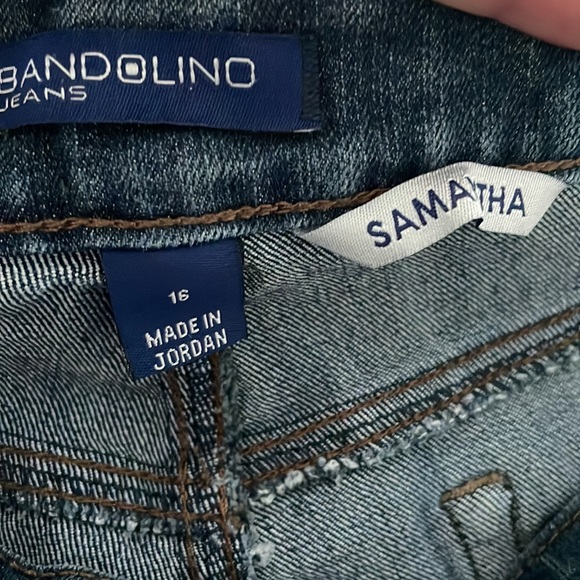 BANDOLINO
JEANS
SAMANTHA
16
MADE IN
JORDAN